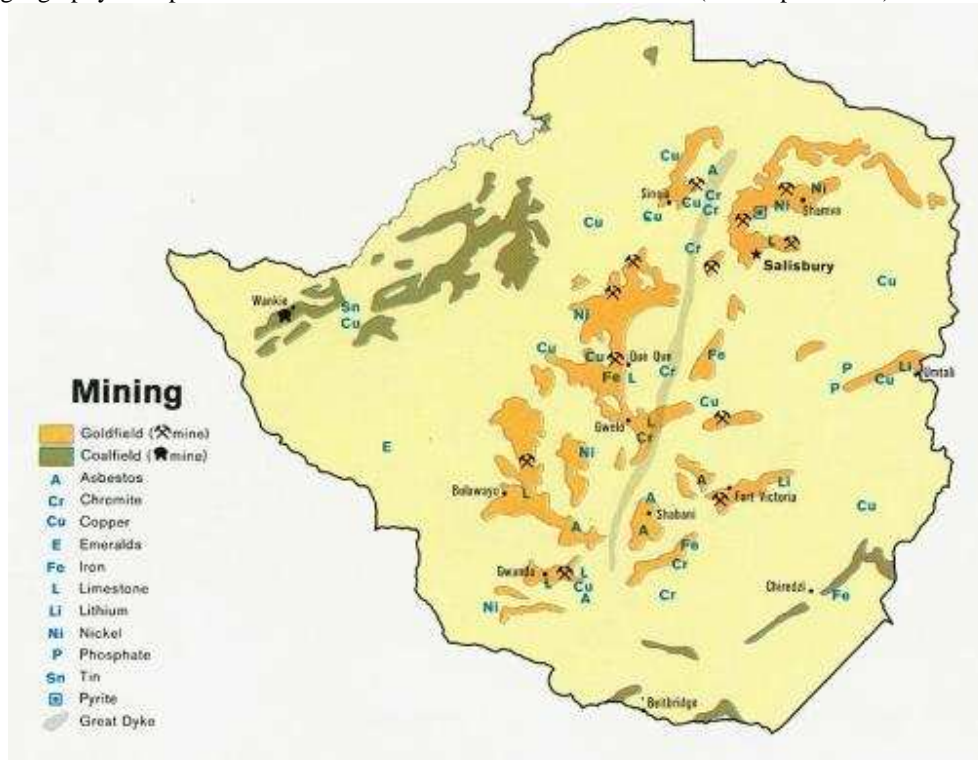 Cu
A
Cr
Sinoia
Cu
Cu
Cr
Ni
Ni
Shamva
Cu
Cr
L
Salisbury
Cu
Wankie
Sn
Cu
Ni
Cu
Cu
Que Que
Fe
L
Cr
Fe
P
P
Li
Cu
Umtali
Mining
Goldfield (mine)
Coalfield (mine)
A Asbestos
Cr Chromite
Cu Copper
E Emeralds
Fe Iron
L Limestone
Li Lithium
Ni Nickel
P Phosphate
Sn Tin
Pyrite
Great Dyke
Cu
Gwelo
L
Cr
E
Ni
Bulawayo
L
A
A
Li
Fort Victoria
A
Shabani
A
Cu
Fe
Cr
Gwanda
L
L
Cu
A
Ni
Cr
Chiredzi
Fe
Beitbridge